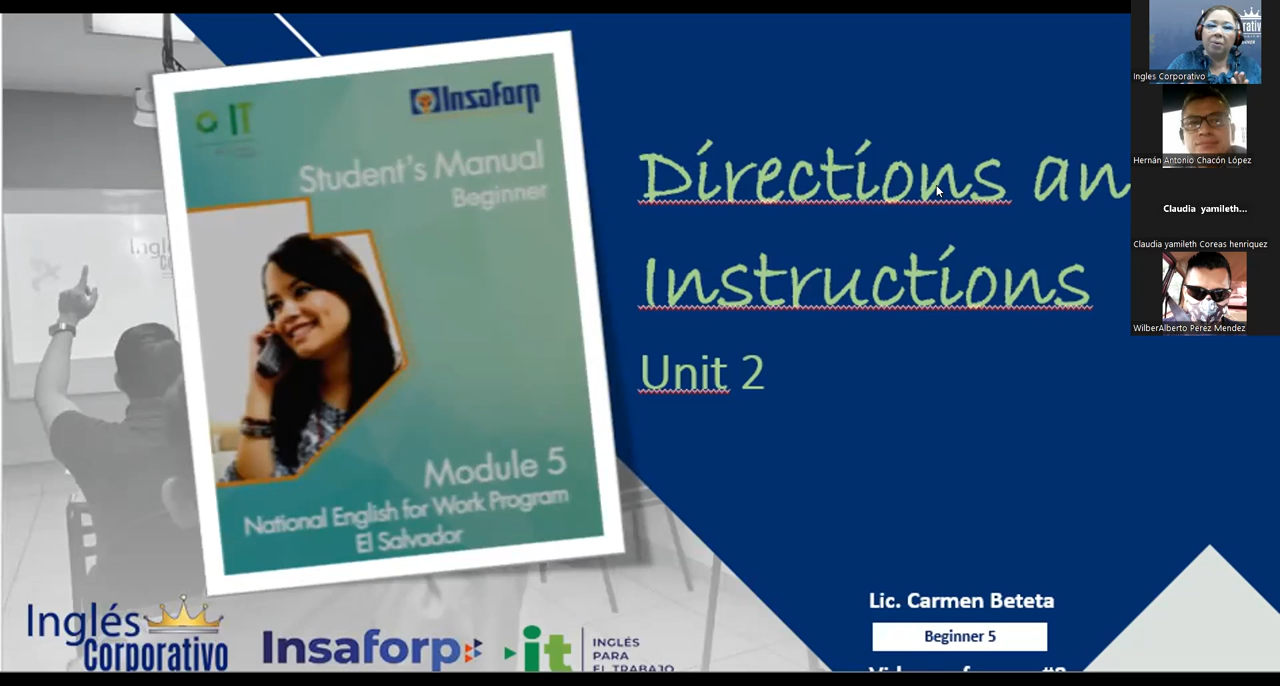 Insaforp
IT
Student's Manual
Beginner
Module 5
National English for Work Program
El Salvador
Directions an
Instructions
Unit 2
Lic. Carmen Beteta
Beginner 5
Inglés
Corporativo
Insaforp
it
INGLÉS
PARA
EL TRABAJO
Ingles Corporativo
Hernán Antonio Chacón López
Claudia yamileth...
Claudia yamileth Coreas henriquez
WilberAlberto Perez Mendez